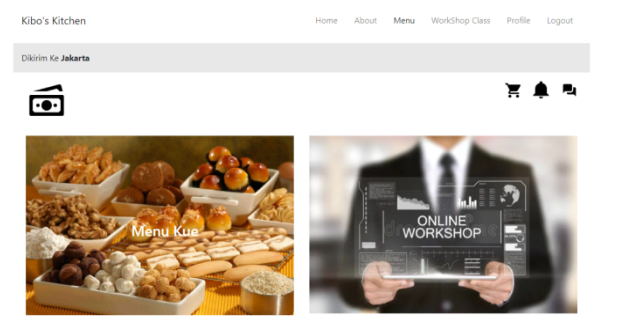 Kibo's Kitchen
Home About Menu WorkShop Class Profile Logout
Dikirim Ke Jakarta
Menu Kue
ONLINE
WORKSHOP